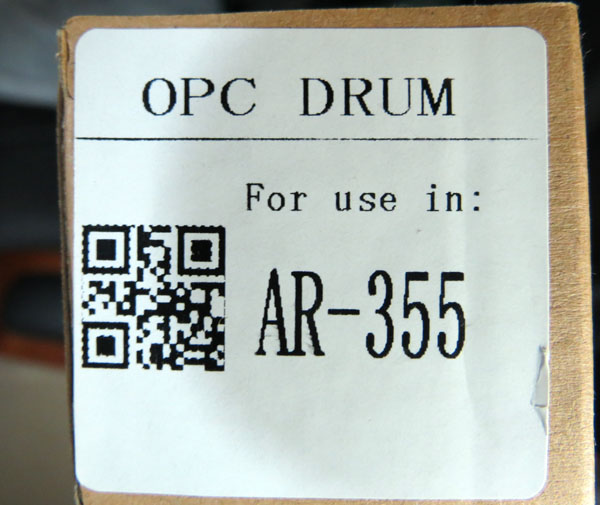 OPC DRUM
For use in:
AR-355